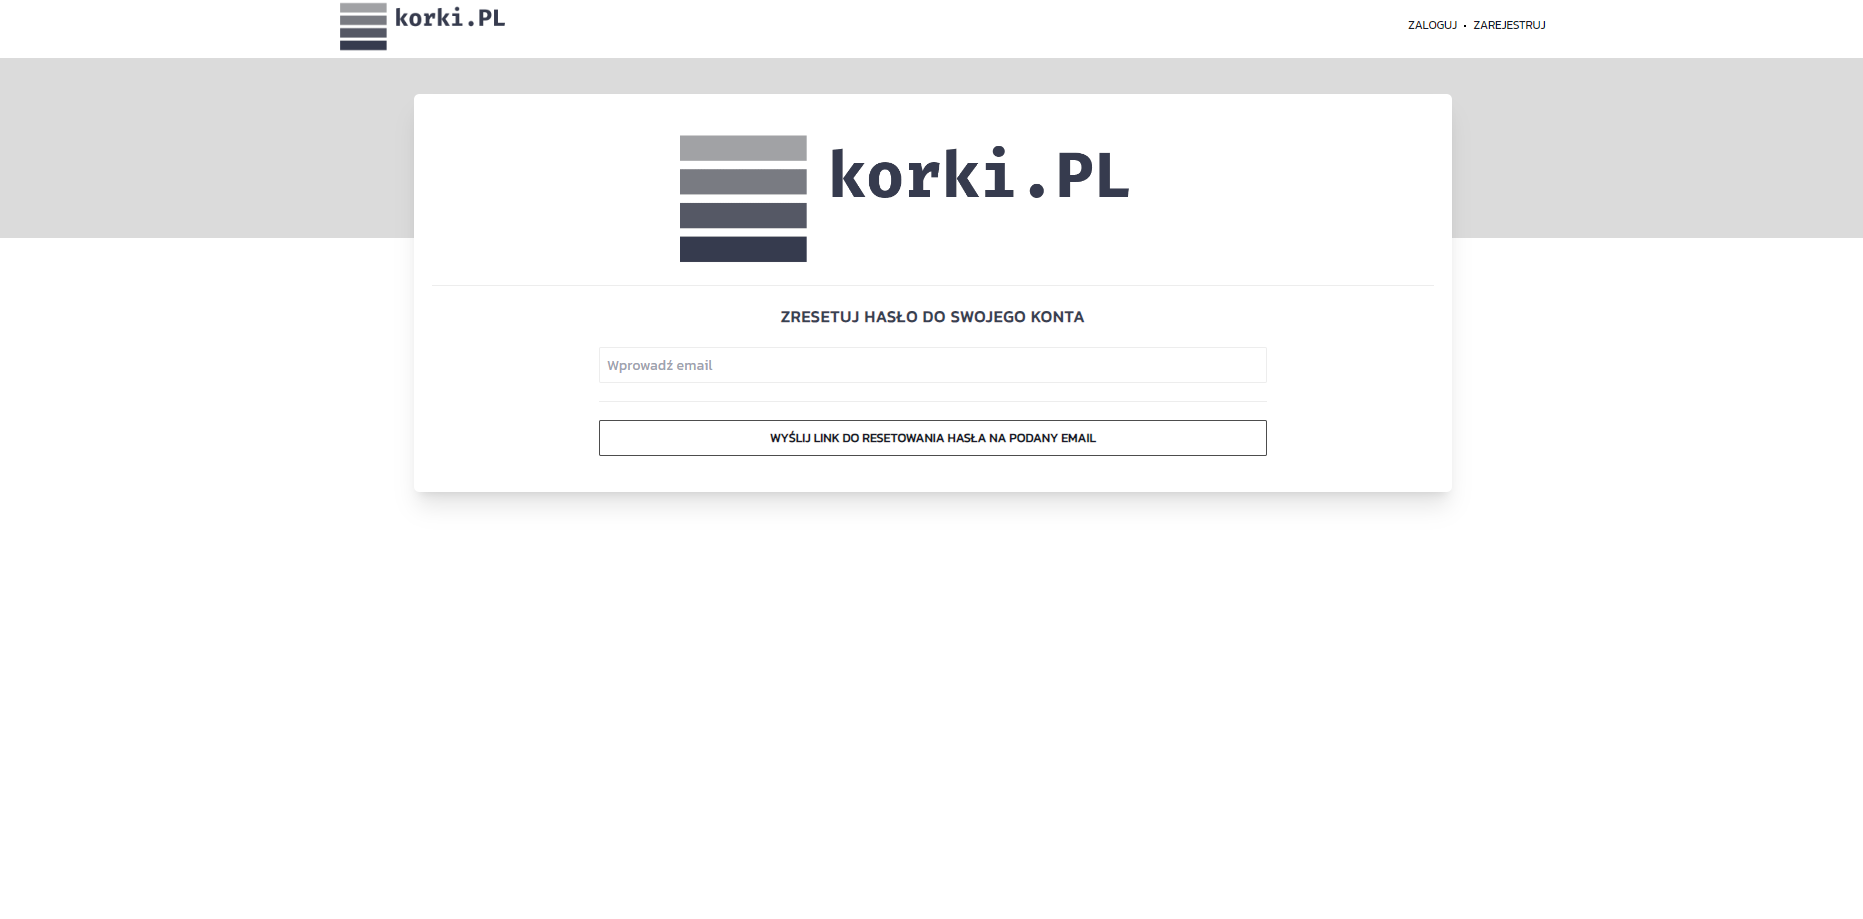 korki.PL
ZALOGUJ • ZAREJESTRUJ
korki.PL
ZRESETUJ HASŁO DO SWOJEGO KONTA
Wprowadź email
WYŚLIJ LINK DO RESETOWANIA HASŁA NA PODANY EMAIL